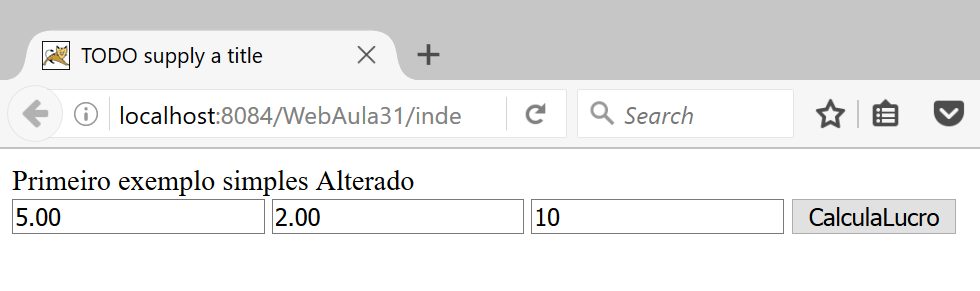 TODO supply a title
localhost:8084/WebAula31/inde
Search
Primeiro exemplo simples Alterado
5.00 2.00 10 CalculaLucro